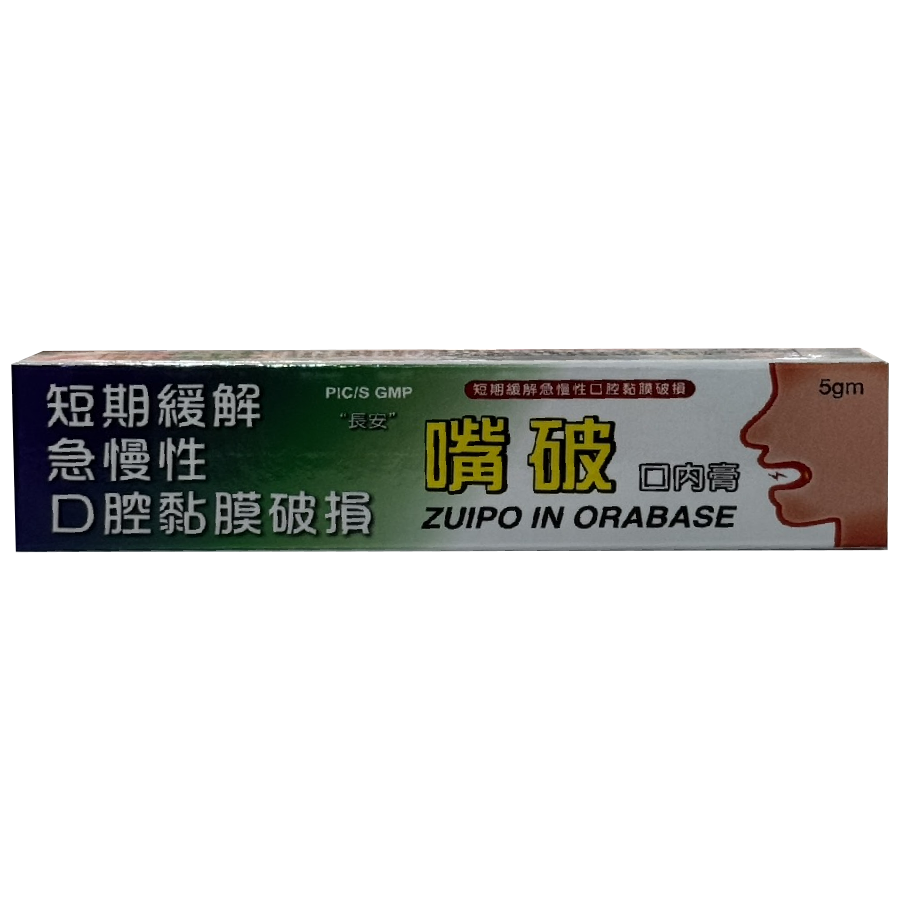 短期緩解
急慢性
口腔黏膜破損
PIC/S GMP
“長安”
短期緩解急慢性口腔黏膜破損
嘴破 口內膏
ZUIPO IN ORABASE
5gm